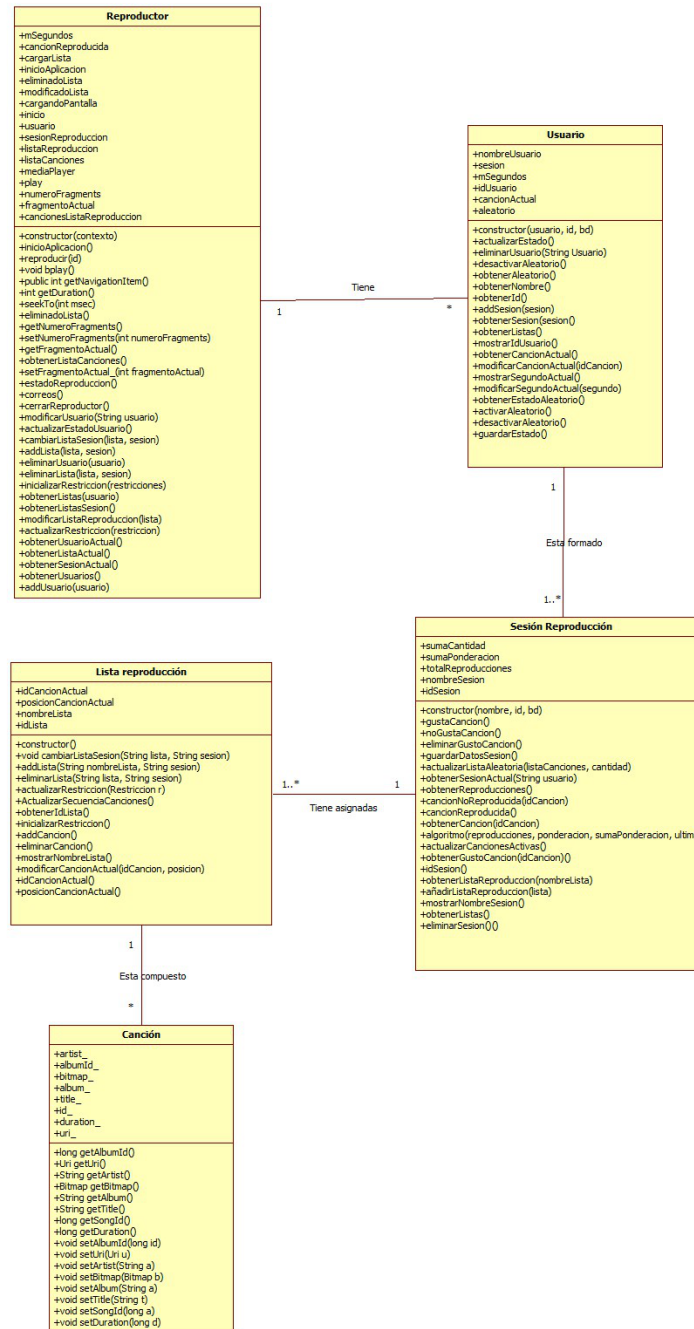 Reproductor
+mSegundos
+cancionReproducida
+cargarLista
+inicioAplicacion
+eliminadoLista
+modificadoLista
+cargandoPantalla
+inicio
+usuario
+sesionReproduccion
+listaReproduccion
+listaCanciones
+mediaPlayer
+play
+numeroFragments
+fragmentoActual
+cancionesListaReproduccion
+constructor(contexto)
+inicioAplicacion()
+reproducir(id)
+void bplay()
+public int getNavigationItem()
+int getDuration()
+seekTo(int msec)
+eliminadoLista()
+getNumeroFragments()
+setNumeroFragments(int numeroFragments)
+getFragmentoActual()
+obtenerListaCanciones()
+setFragmentoActual_(int fragmentoActual)
+estadoReproduccion()
+correos()
+cerrarReproductor()
+modificarUsuario(String usuario)
+actualizarEstadoUsuario()
+cambiarListaSesion(lista, sesion)
+addLista(lista, sesion)
+eliminarUsuario(usuario)
+eliminarLista(lista, sesion)
+inicializarRestriccion(restricciones)
+obtenerListas(usuario)
+obtenerListasSesion()
+modificarListaReproduccion(lista)
+actualizarRestriccion(restriccion)
+obtenerUsuarioActual()
+obtenerListaActual()
+obtenerSesionActual()
+obtenerUsuarios()
+addUsuario(usuario)
Tiene
1
*
Usuario
+nombreUsuario
+sesion
+mSegundos
+idUsuario
+cancionActual
+aleatorio
+constructor(usuario, id, bd)
+actualizarEstado()
+eliminarUsuario(String Usuario)
+desactivarAleatorio()
+obtenerAleatorio()
+obtenerNombre()
+obtenerId()
+addSesion(sesion)
+obtenerSesion(sesion()
+obtenerListas()
+mostrarIdUsuario()
+obtenerCancionActual()
+modificarCancionActual(idCancion)
+mostrarSegundoActual()
+modificarSegundoActual(segundo)
+obtenerEstadoAleatorio()
+activarAleatorio()
+desactivarAleatorio()
+guardarEstado()
1
Esta formado
1..*
Sesión Reproducción
+sumaCantidad
+sumaPonderacion
+totalReproducciones
+nombreSesion
+idSesion
+constructor(nombre, id, bd)
+gustaCancion()
+noGustaCancion()
+eliminarGustoCancion()
+guardarDatosSesion()
+actualizarListaAleatoria(listaCanciones, cantidad)
+obtenerSesionActual(String usuario)
+obtenerReproducciones()
+cancionNoReproducida(idCancion)
+cancionReproducida()
+obtenerCancion(idCancion)
+algoritmo(reproducciones, ponderacion, sumaPonderacion, ultim
+actualizarCancionesActivas()
+obtenerGustoCancion(idCancion)()
+idSesion()
+obtenerListaReproduccion(nombreLista)
+añadirListaReproduccion(lista)
+mostrarNombreSesion()
+obtenerListas()
+eliminarSesion()()
1..*
1
Tiene asignadas
Lista reproducción
+idCancionActual
+posicionCancionActual
+nombreLista
+idLista
+constructor()
+void cambiarListaSesion(String lista, String sesion)
+addLista(String nombreLista, String sesion)
+eliminarLista(String lista, String sesion)
+actualizarRestriccion(Restriccion r)
+ActualizarSecuenciaCanciones()
+obtenerIdLista()
+inicializarRestriccion()
+addCancion()
+eliminarCancion()
+mostrarNombreLista()
+modificarCancionActual(idCancion, posicion)
+idCancionActual()
+posicionCancionActual()
1
Esta compuesto
*
Canción
+artist_
+albumId_
+bitmap_
+album_
+title_
+id_
+duration_
+uri_
+long getAlbumId()
+Uri getUri()
+String getArtist()
+Bitmap getBitmap()
+String getAlbum()
+String getTitle()
+long getSongId()
+long getDuration()
+void setAlbumId(long id)
+void setUri(Uri u)
+void setArtist(String a)
+void setBitmap(Bitmap b)
+void setAlbum(String a)
+void setTitle(String t)
+void setSongId(long a)
+void setDuration(long d)